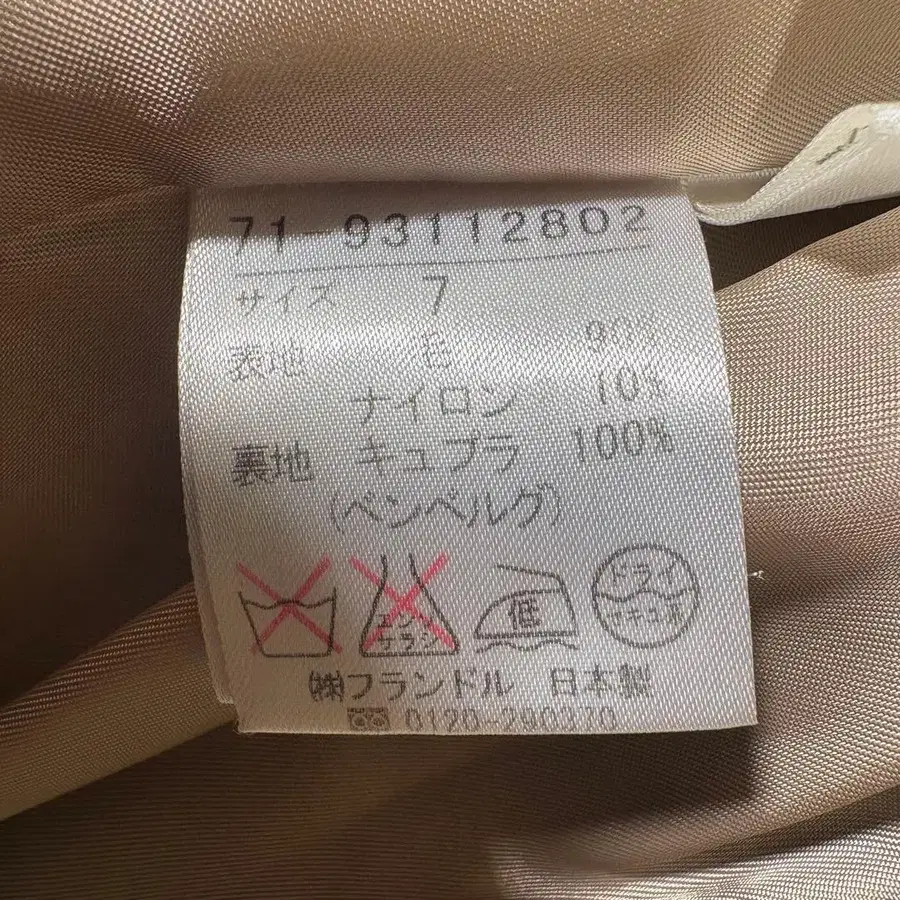 71-93112802
サイズ 7
表地 毛 90%
ナイロン 10%
裏地 キュプラ 100%
(ベンベルグ)
エンソ サラシ 低 ドライ セキユ系
(株)フランドル 日本製
0120-290370